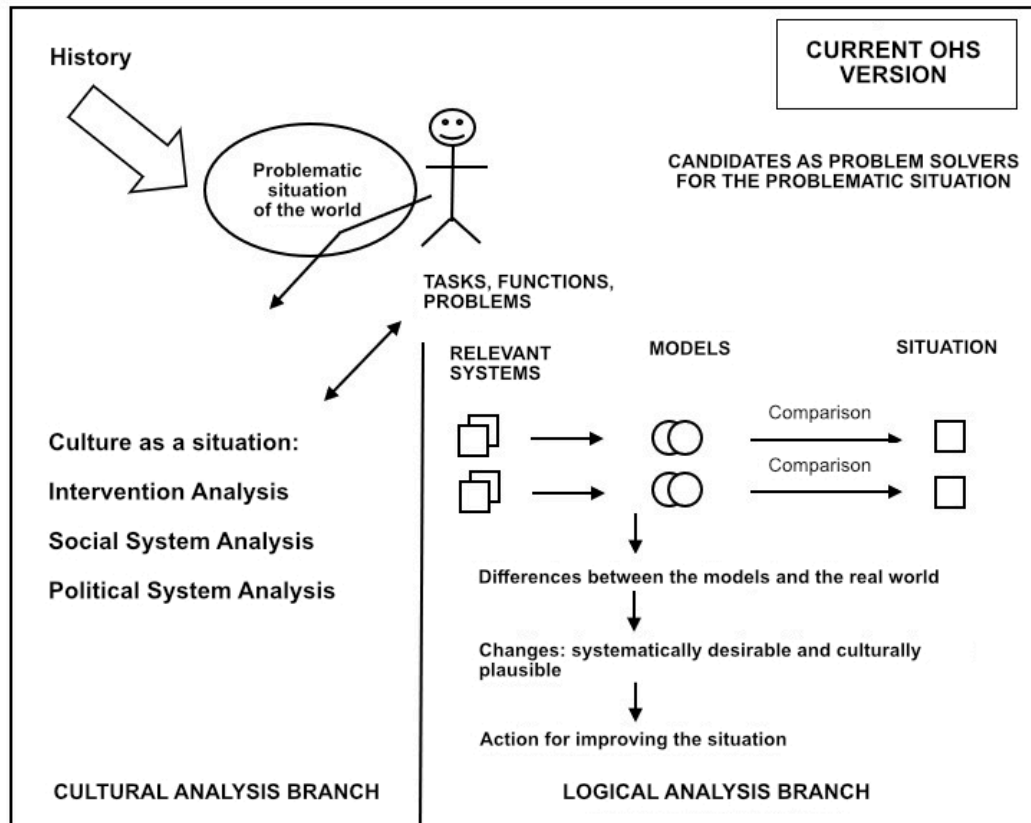 History
CURRENT OHS
VERSION
Problematic
situation
of the world
CANDIDATES AS PROBLEM SOLVERS
FOR THE PROBLEMATIC SITUATION
TASKS, FUNCTIONS,
PROBLEMS
RELEVANT
SYSTEMS
MODELS
SITUATION
Comparison
Comparison
Culture as a situation:
Intervention Analysis
Social System Analysis
Political System Analysis
Differences between the models and the real world
Changes: systematically desirable and culturally
plausible
Action for improving the situation
CULTURAL ANALYSIS BRANCH
LOGICAL ANALYSIS BRANCH